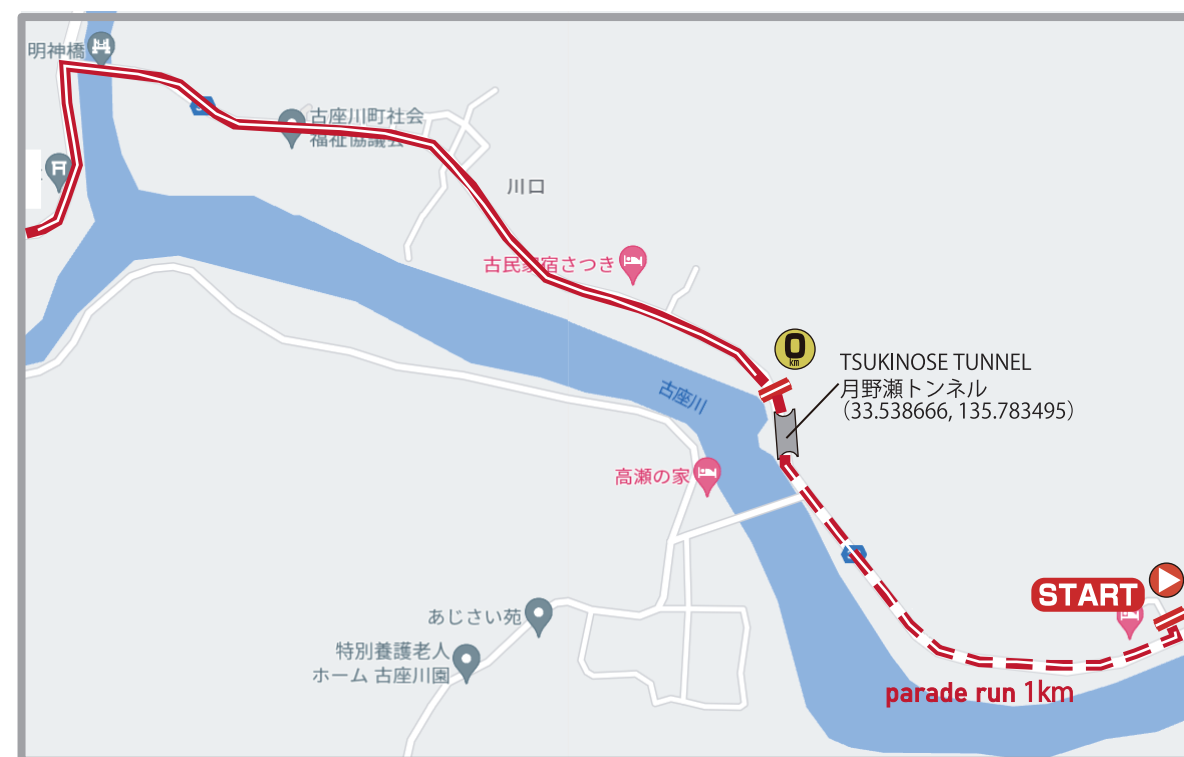 明神橋
古座川町社会
福祉協議会
川口
古民家宿さつき
0
km
TSUKINOSE TUNNEL
月野瀬トンネル
(33.538666, 135.783495)
古座川
高瀬の家
START
あじさい苑
特別養護老人
ホーム 古座川園
parade run 1km